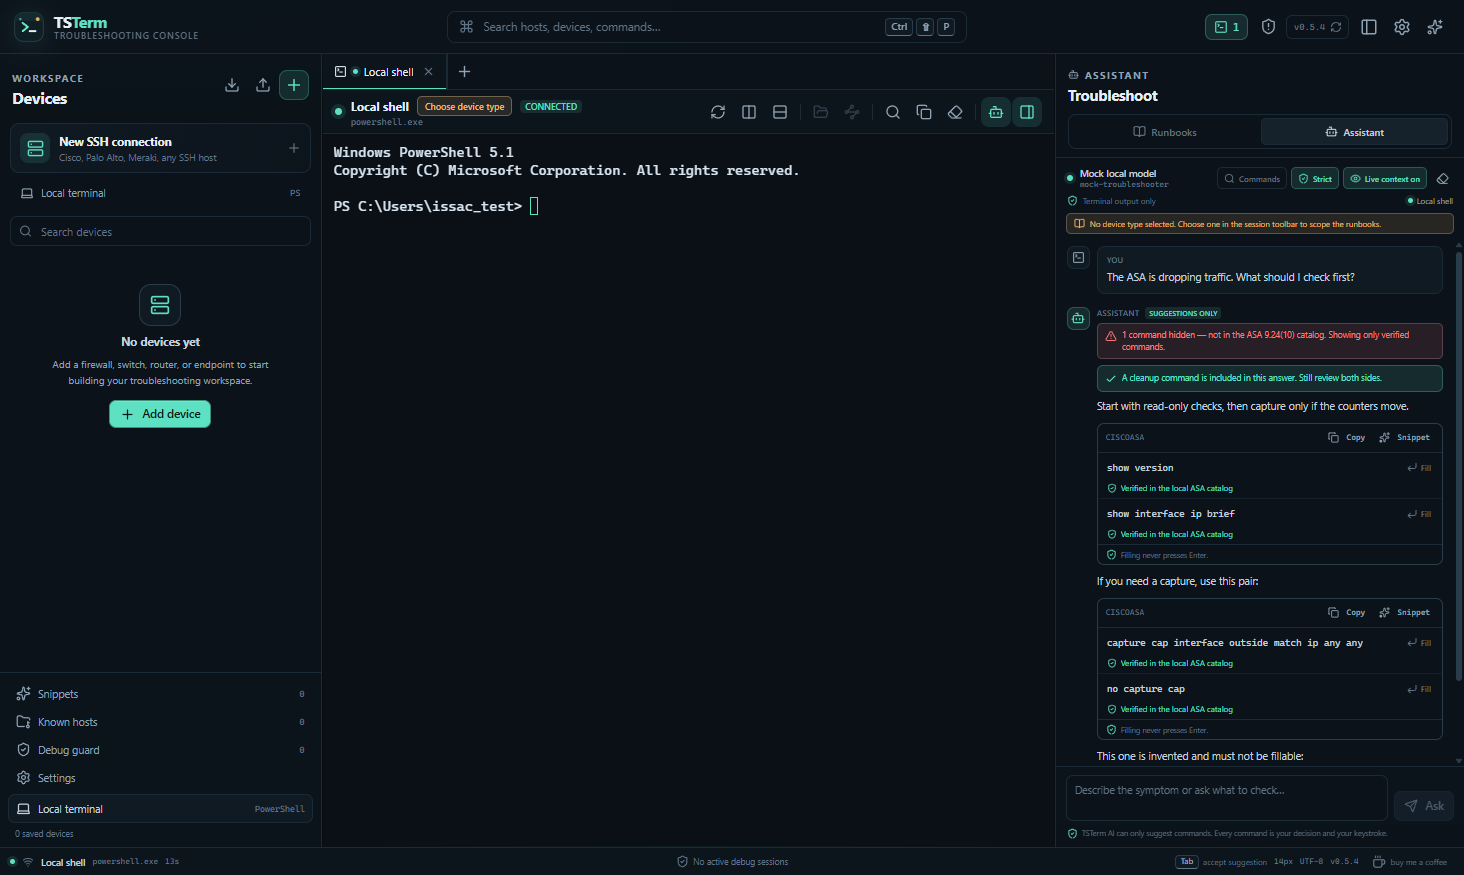 TSTerm
TROUBLESHOOTING CONSOLE
Search hosts, devices, commands...
Ctrl
P
1
v0.5.4
WORKSPACE
Devices
New SSH connection
Cisco, Palo Alto, Meraki, any SSH host
Local terminal
PS
Search devices
No devices yet
Add a firewall, switch, router, or endpoint to start
building your troubleshooting workspace.
Add device
Snippets
0
Known hosts
0
Debug guard
0
Settings
Local terminal
PowerShell
0 saved devices
Local shell
Local shell
Choose device type
CONNECTED
powershell.exe
Windows PowerShell 5.1
Copyright (C) Microsoft Corporation. All rights reserved.
PS C:\Users\issac_test>
ASSISTANT
Troubleshoot
Runbooks
Assistant
Mock local model
mock-troubleshooter
Commands
Strict
Live context on
Terminal output only
Local shell
No device type selected. Choose one in the session toolbar to scope the runbooks.
YOU
The ASA is dropping traffic. What should I check first?
ASSISTANT
SUGGESTIONS ONLY
1 command hidden — not in the ASA 9.24(10) catalog. Showing only verified
commands.
A cleanup command is included in this answer. Still review both sides.
Start with read-only checks, then capture only if the counters move.
CISCOASA
Copy
Snippet
show version
Fill
Verified in the local ASA catalog
show interface ip brief
Fill
Verified in the local ASA catalog
Filling never presses Enter.
If you need a capture, use this pair:
CISCOASA
Copy
Snippet
capture cap interface outside match ip any any
Fill
Verified in the local ASA catalog
no capture cap
Fill
Verified in the local ASA catalog
Filling never presses Enter.
This one is invented and must not be fillable:
Describe the symptom or ask what to check...
Ask
TSTerm AI can only suggest commands. Every command is your decision and your keystroke.
Local shell
powershell.exe
13s
No active debug sessions
Tab
accept suggestion
14px
UTF-8
v0.5.4
buy me a coffee